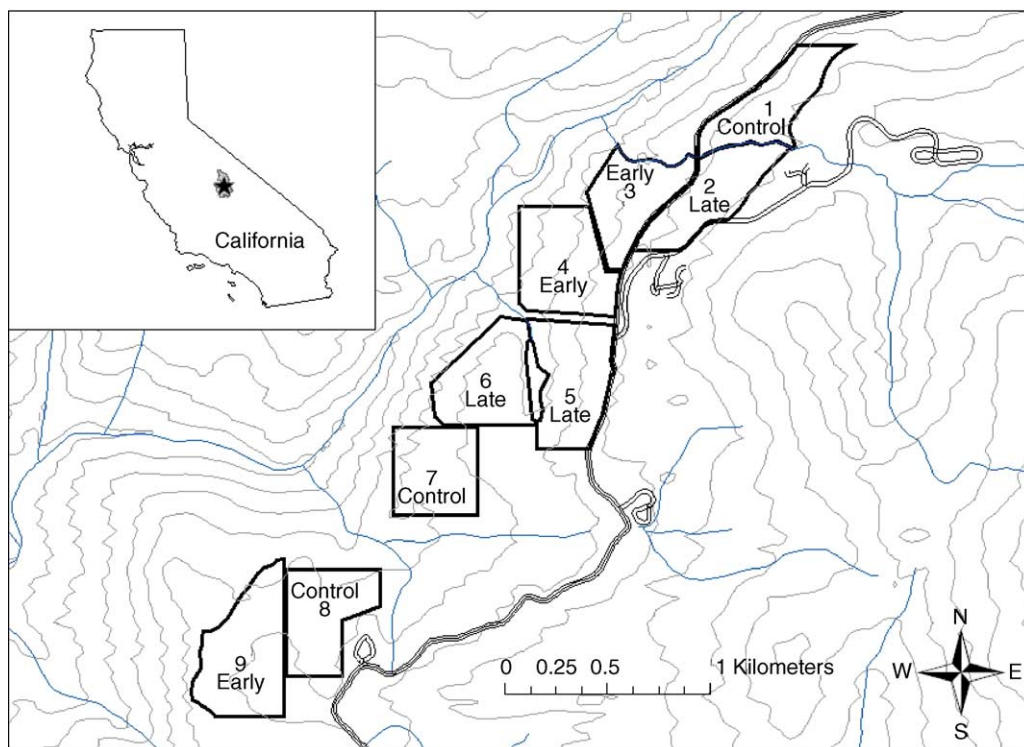 California
1
Control
2
Late
Early
3
4
Early
5
Late
6
Late
7
Control
Control
8
9
Early
0 0.25 0.5 1 Kilometers
N
W E
S